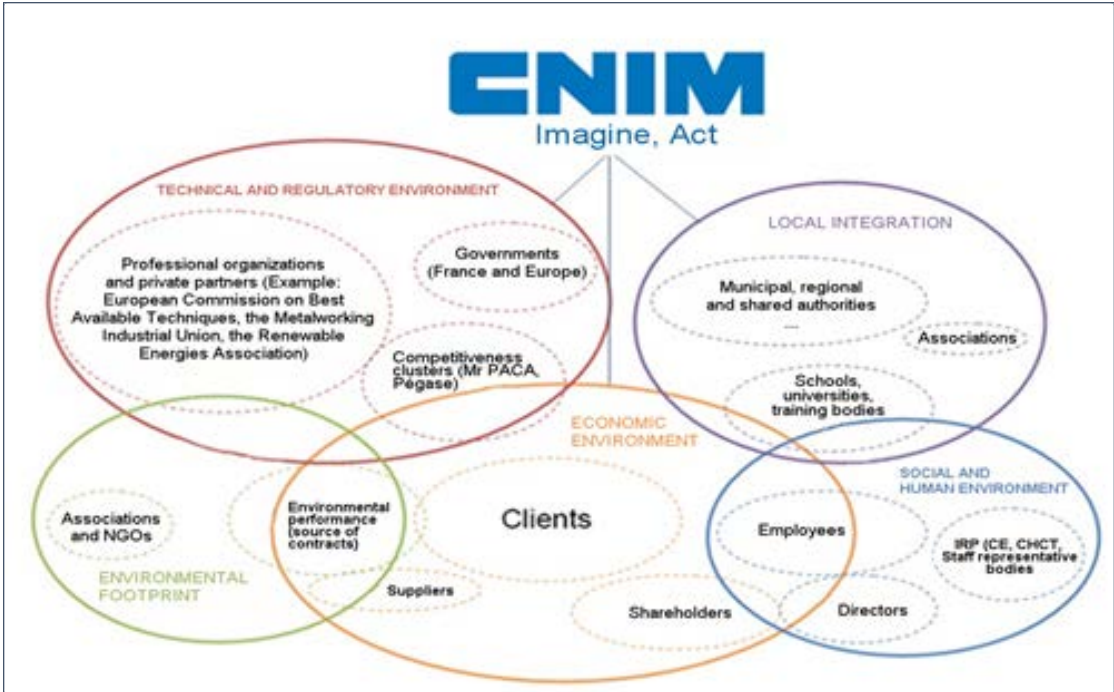 CNIM
Imagine, Act
TECHNICAL AND REGULATORY ENVIRONMENT
Professional organizations
and private partners (Example:
European Commission on Best
Available Techniques, the Metalworking
Industrial Union, the Renewable
Energies Association)
Governments
(France and Europe)
Competitiveness
clusters (Mr PACA,
Pégase)
LOCAL INTEGRATION
Municipal, regional
and shared authorities
...
Associations
Schools,
universities,
training bodies
ECONOMIC
ENVIRONMENT
Clients
Environmental
performance
(source of
contracts)
Suppliers
Shareholders
Associations
and NGOs
ENVIRONMENTAL
FOOTPRINT
SOCIAL AND
HUMAN ENVIRONMENT
Employees
IRP (CE, CHCT,
Staff representative
bodies
Directors